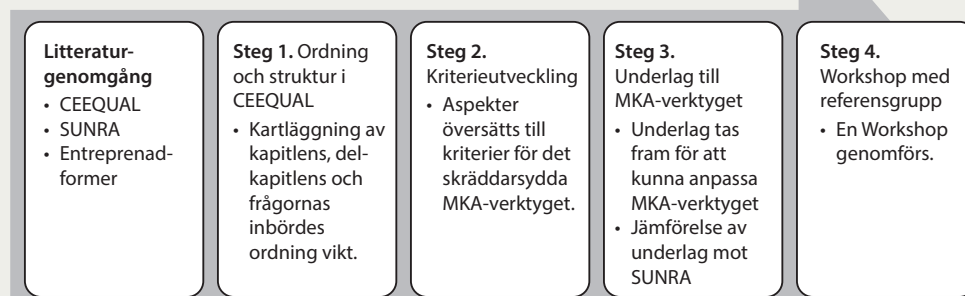 Litteratur-
genomgång
• CEEQUAL
• SUNRA
• Entreprenad-
former
Steg 1. Ordning
och struktur i
CEEQUAL
• Kartläggning av
kapitlens, del-
kapitlens och
frågornas
inbördes
ordning vikt.
Steg 2.
Kriterieutveckling
• Aspekter
översätts till
kriterier för det
skräddarsydda
MKA-verktyget.
Steg 3.
Underlag till
MKA-verktyget
• Underlag tas
fram för att
kunna anpassa
MKA-verktyget
• Jämförelse av
underlag mot
SUNRA
Steg 4.
Workshop med
referensgrupp
• En Workshop
genomförs.